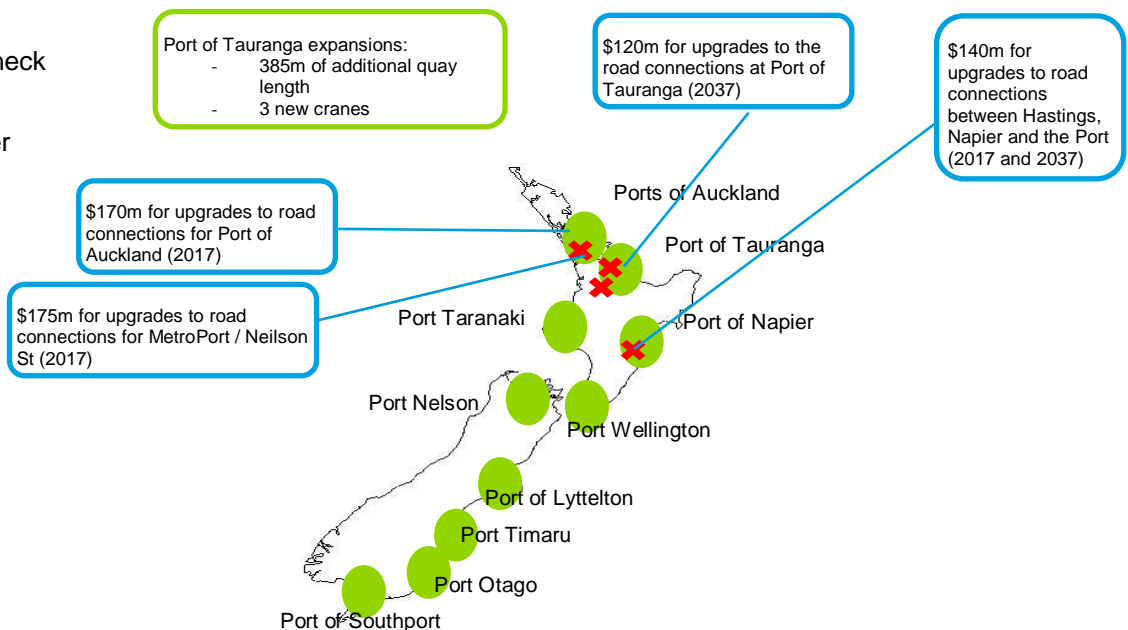 neck
er
Port of Tauranga expansions:
- 385m of additional quay
length
- 3 new cranes
$120m for upgrades to the
road connections at Port of
Tauranga (2037)
$140m for
upgrades to road
connections
between Hastings,
Napier and the Port
(2017 and 2037)
$170m for upgrades to road
connections for Port of
Auckland (2017)
$175m for upgrades to road
connections for MetroPort / Neilson
St (2017)
Ports of Auckland
Port of Tauranga
Port Taranaki
Port of Napier
Port Nelson
Port Wellington
Port of Lyttelton
Port Timaru
Port Otago
Port of Southport